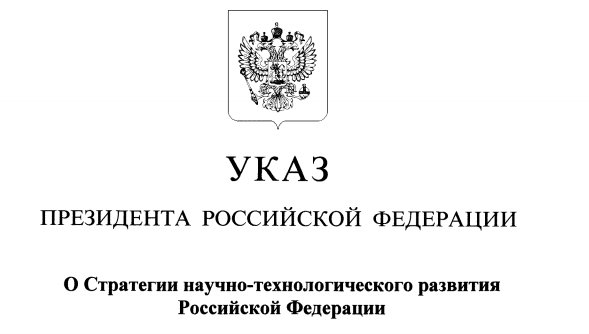 УКАЗ
ПРЕЗИДЕНТА РОССИЙСКОЙ ФЕДЕРАЦИИ
О Стратегии научно-технологического развития
Российской Федерации